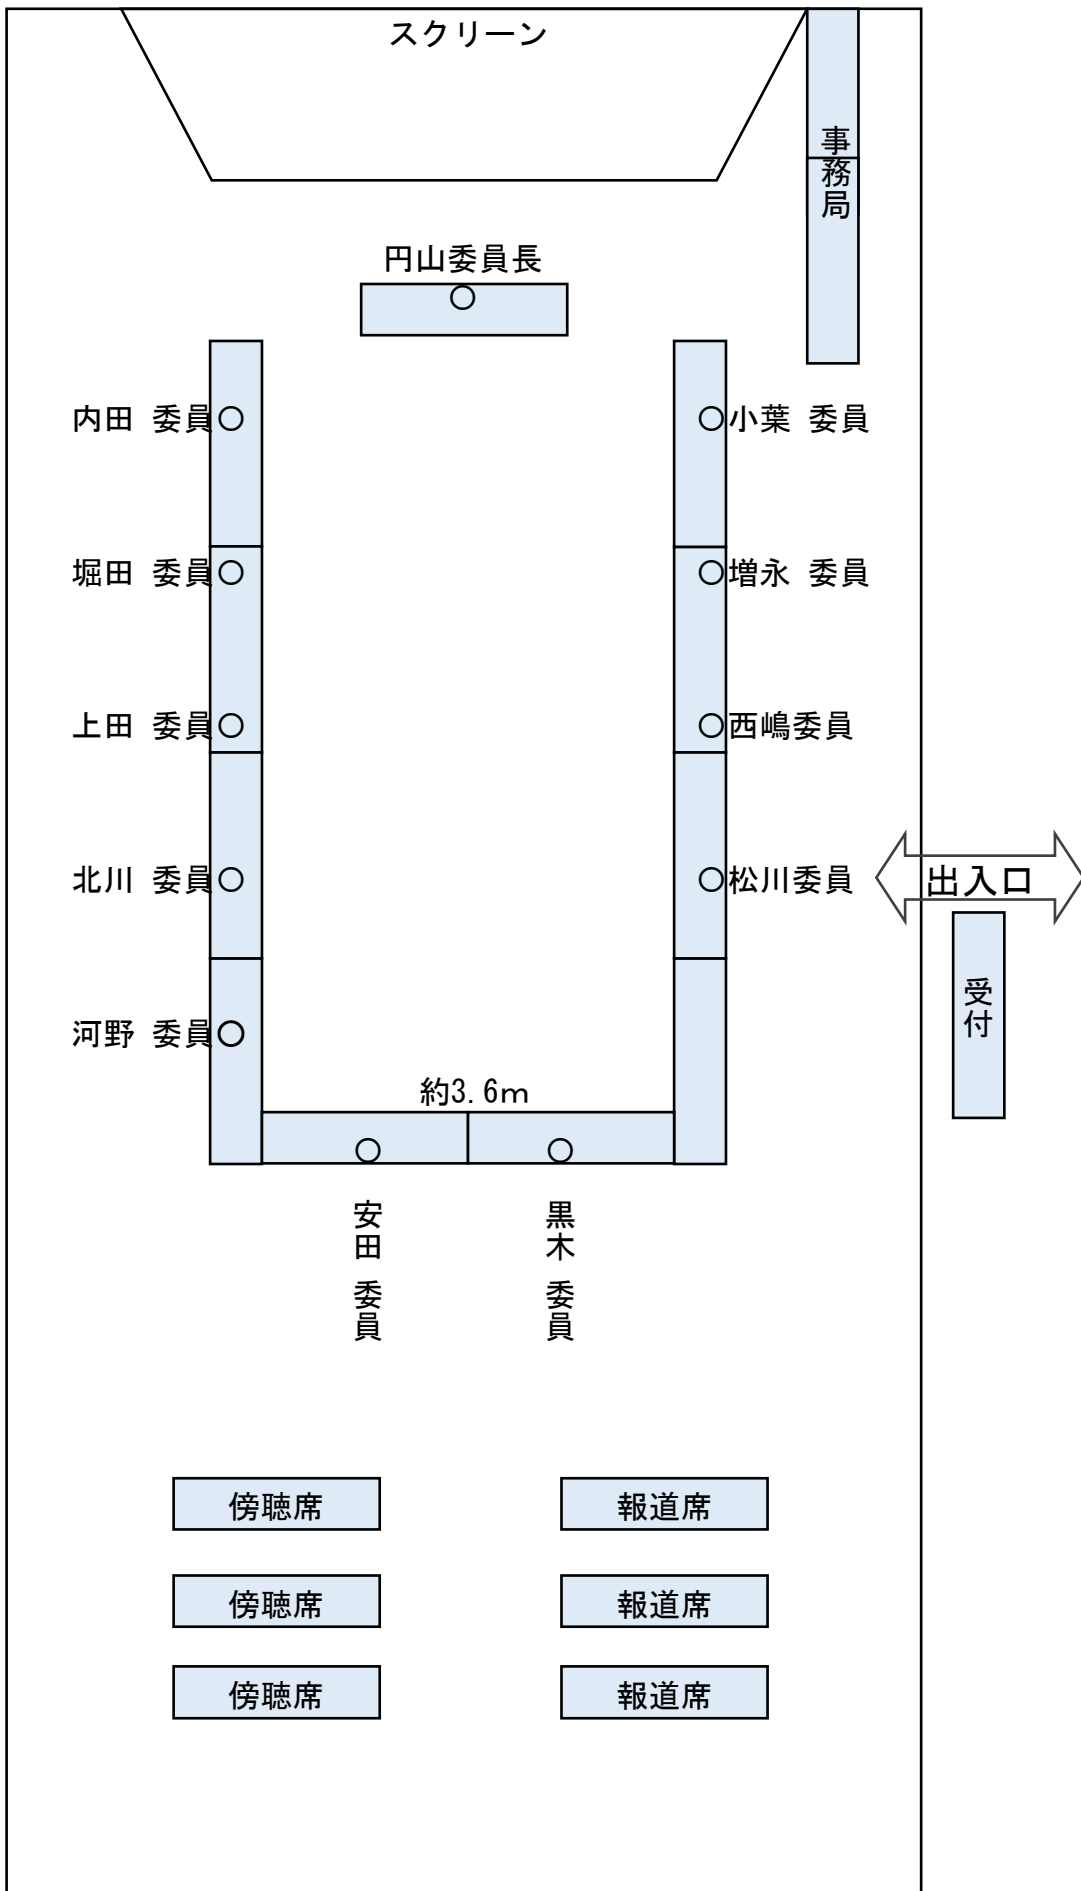 スクリーン
事務局
円山委員長
内田 委員
小葉 委員
堀田 委員
増永 委員
上田 委員
西嶋委員
北川 委員
松川委員
出入口
受付
河野 委員
約3.6ｍ
安田 委員
黒木 委員
傍聴席
報道席
傍聴席
報道席
傍聴席
報道席